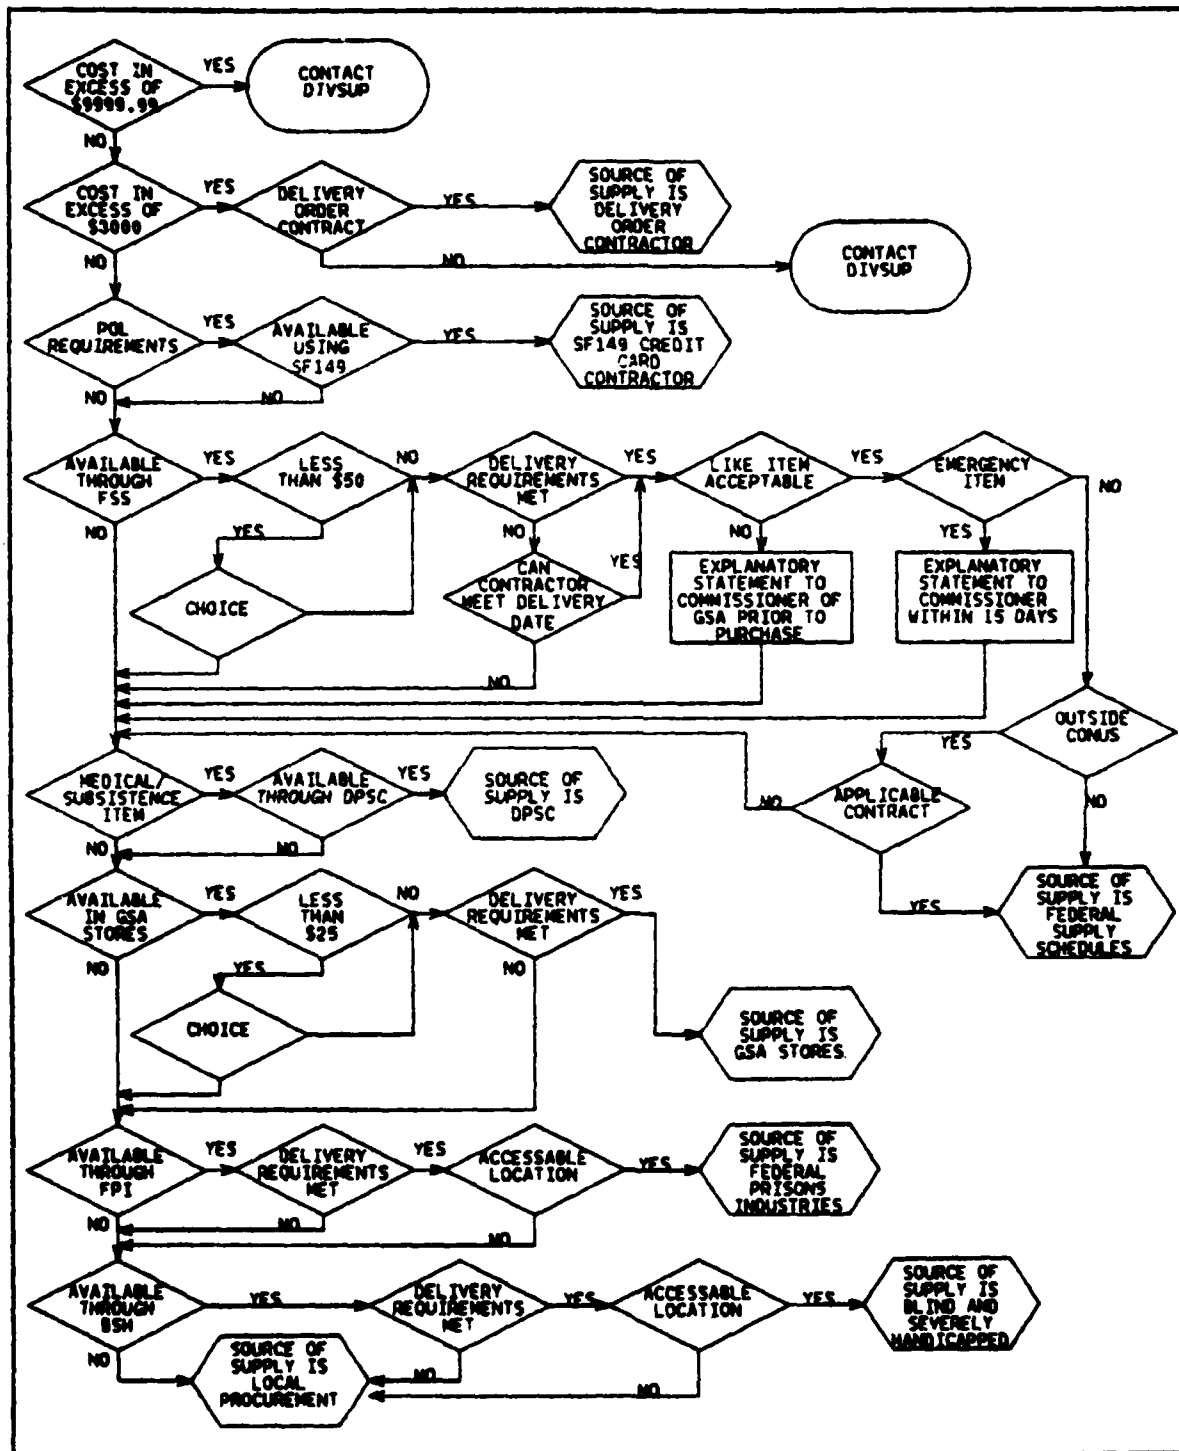 COST IN
EXCESS OF
$9999.99
YES
CONTACT
DIVSUP
NO
COST IN
EXCESS OF
$3000
YES
DELIVERY
ORDER
CONTRACT
YES
SOURCE OF
SUPPLY IS
DELIVERY
ORDER
CONTRACTOR
NO
NO
CONTACT
DIVSUP
POL
REQUIREMENTS
YES
AVAILABLE
USING
SF149
YES
SOURCE OF
SUPPLY IS
SF149 CREDIT
CARD
CONTRACTOR
NO
NO
AVAILABLE
THROUGH
FSS
YES
LESS
THAN $50
NO
DELIVERY
REQUIREMENTS
MET
YES
LIKE ITEM
ACCEPTABLE
YES
EMERGENCY
ITEM
NO
NO
YES
CHOICE
NO
CAN
CONTRACTOR
MEET DELIVERY
DATE
YES
NO
NO
EXPLANATORY
STATEMENT TO
COMMISSIONER OF
GSA PRIOR TO
PURCHASE
YES
EXPLANATORY
STATEMENT TO
COMMISSIONER
WITHIN 15 DAYS
OUTSIDE
CONUS
YES
NO
APPLICABLE
CONTRACT
NO
YES
SOURCE OF
SUPPLY IS
FEDERAL
SUPPLY
SCHEDULES
MEDICAL/
SUBSISTENCE
ITEM
YES
AVAILABLE
THROUGH DPSC
YES
SOURCE OF
SUPPLY IS
DPSC
NO
NO
AVAILABLE
IN GSA
STORES
YES
LESS
THAN
$25
NO
DELIVERY
REQUIREMENTS
MET
YES
NO
YES
NO
CHOICE
SOURCE OF
SUPPLY IS
GSA STORES.
AVAILABLE
THROUGH
FPI
YES
DELIVERY
REQUIREMENTS
MET
YES
ACCESSABLE
LOCATION
YES
SOURCE OF
SUPPLY IS
FEDERAL
PRISONS
INDUSTRIES
NO
NO
NO
AVAILABLE
THROUGH
BSH
YES
DELIVERY
REQUIREMENTS
MET
YES
ACCESSABLE
LOCATION
YES
SOURCE OF
SUPPLY IS
BLIND AND
SEVERELY
HANDICAPPED
NO
SOURCE OF
SUPPLY IS
LOCAL
PROCUREMENT
NO
NO